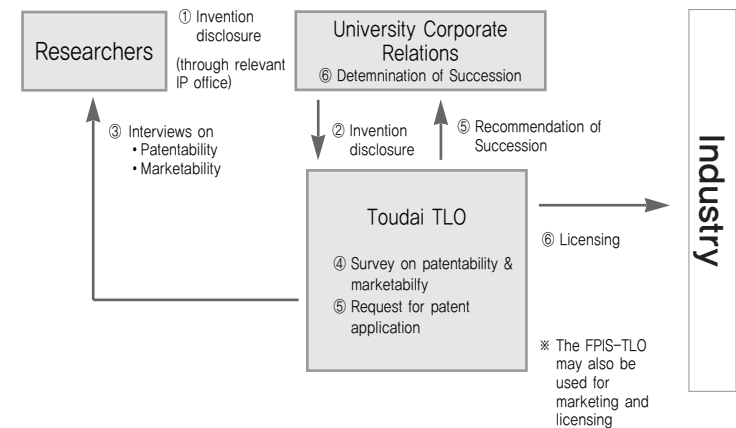 Researchers
① Invention
disclosure
(through relevant
IP office)
University Corporate
Relations
⑥ Detemnination of Succession
③ Interviews on
• Patentability
• Marketability
② Invention
disclosure
⑤ Recommendation of
Succession
Toudai TLO
④ Survey on patentability &
marketabilfy
⑤ Request for patent
application
⑥ Licensing
Industry
※ The FPIS-TLO
may also be
used for
marketing and
licensing